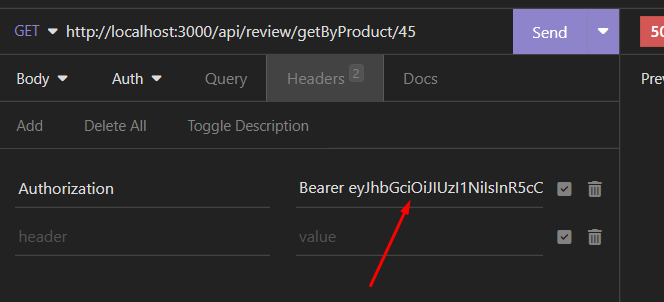 GET http://localhost:3000/api/review/getByProduct/45 Send 50
Body Auth Query Headers 2 Docs Prev
Add Delete All Toggle Description
Authorization Bearer eyJhbGciOiJIUzI1NiIsInR5cC
header value